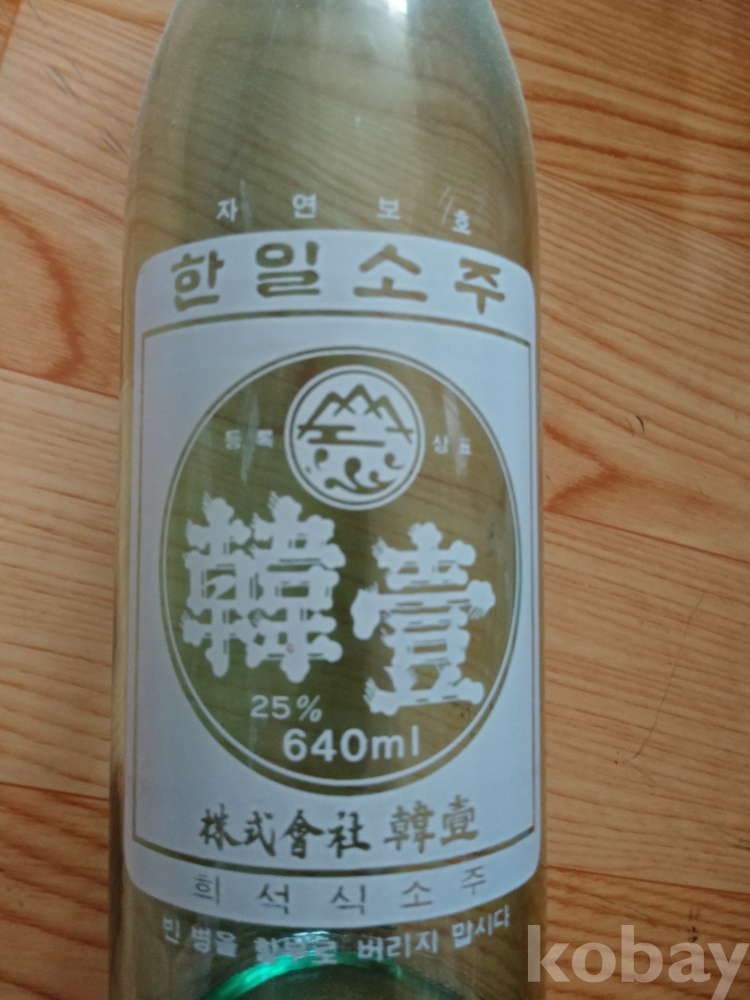 자연보호
한일소주
등록 상표
韓壹
25%
640ml
株式會社 韓壹
희석식소주
빈 병을 함부로 버리지 맙시다
kobay